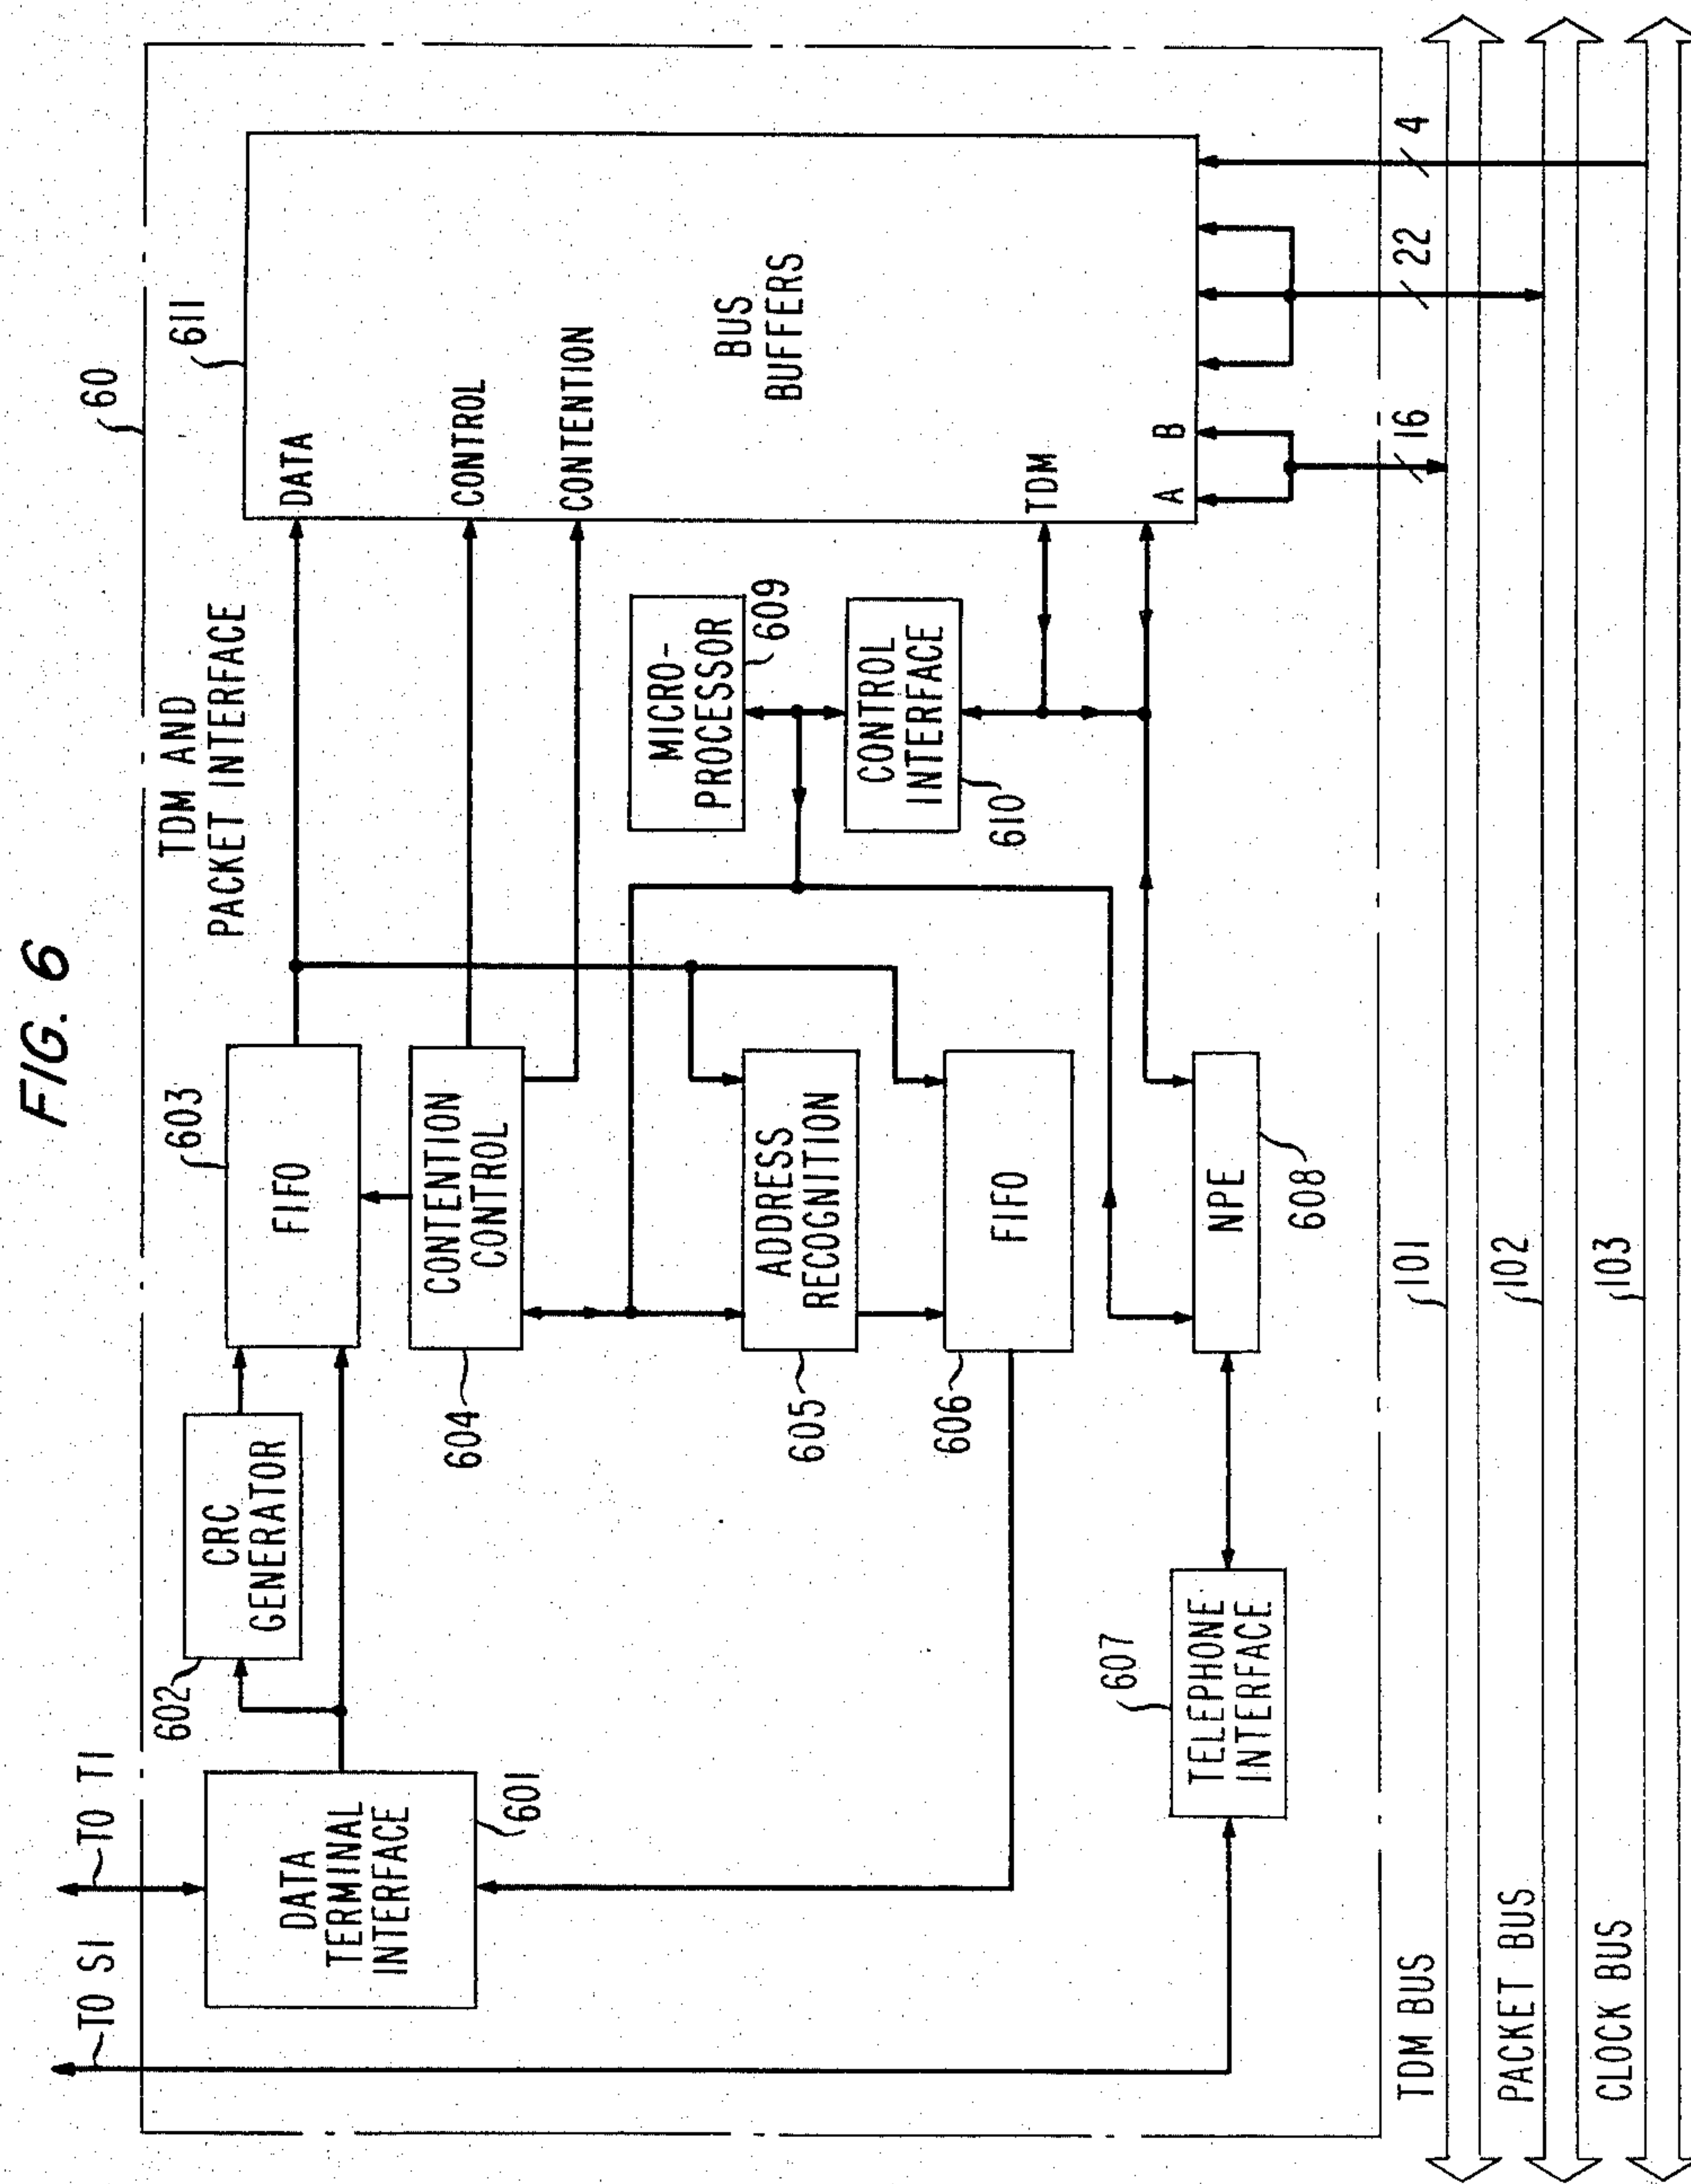 FIG. 6
60
TDM AND
PACKET INTERFACE
TO S1
TO T1
DATA
TERMINAL
INTERFACE
601
602
CRC
GENERATOR
603
FIFO
604
CONTENTION
CONTROL
605
ADDRESS
RECOGNITION
606
FIFO
607
TELEPHONE
INTERFACE
608
NPE
MICRO-
PROCESSOR
609
CONTROL
INTERFACE
610
611
DATA
CONTROL
CONTENTION
BUS
BUFFERS
TDM
A
B
16
22
4
TDM BUS
101
PACKET BUS
102
CLOCK BUS
103